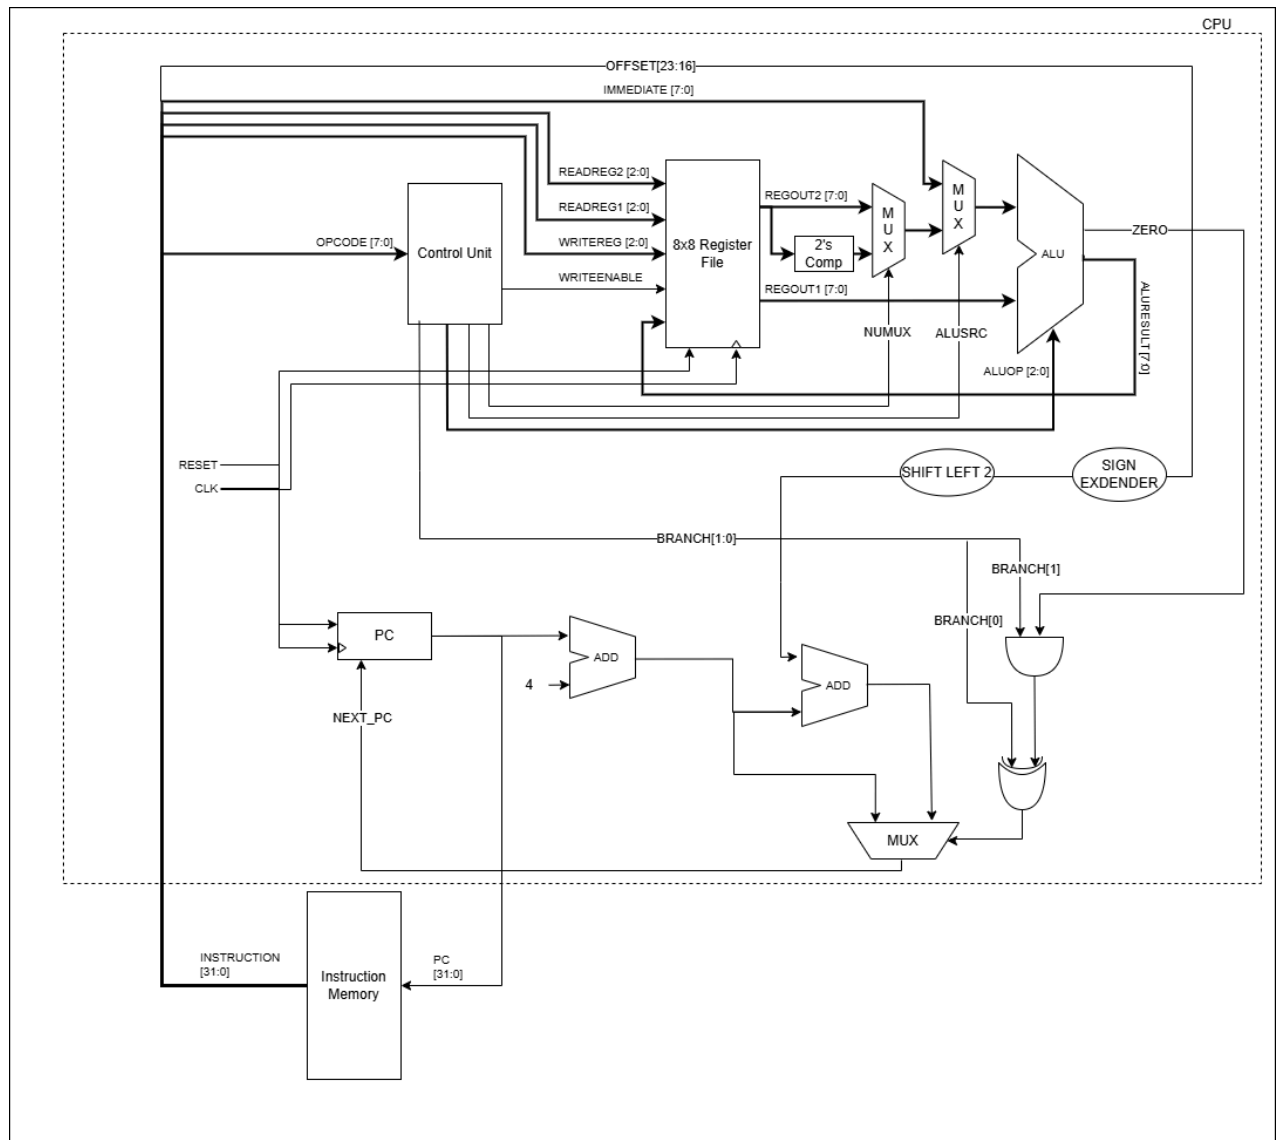 CPU
OFFSET[23:16]
IMMEDIATE [7:0]
READREG2 [2:0]
READREG1 [2:0]
WRITEREG [2:0]
WRITEENABLE
OPCODE [7:0]
Control Unit
8x8 Register
File
REGOUT2 [7:0]
2's
Comp
REGOUT1 [7:0]
M
U
X
M
U
X
ALU
ZERO
ALURESULT [7:0]
NUMUX
ALUSRC
ALUOP [2:0]
RESET
CLK
SHIFT LEFT 2
SIGN
EXDENDER
BRANCH[1:0]
BRANCH[1]
BRANCH[0]
PC
ADD
4
ADD
NEXT_PC
MUX
INSTRUCTION
[31:0]
Instruction
Memory
PC
[31:0]